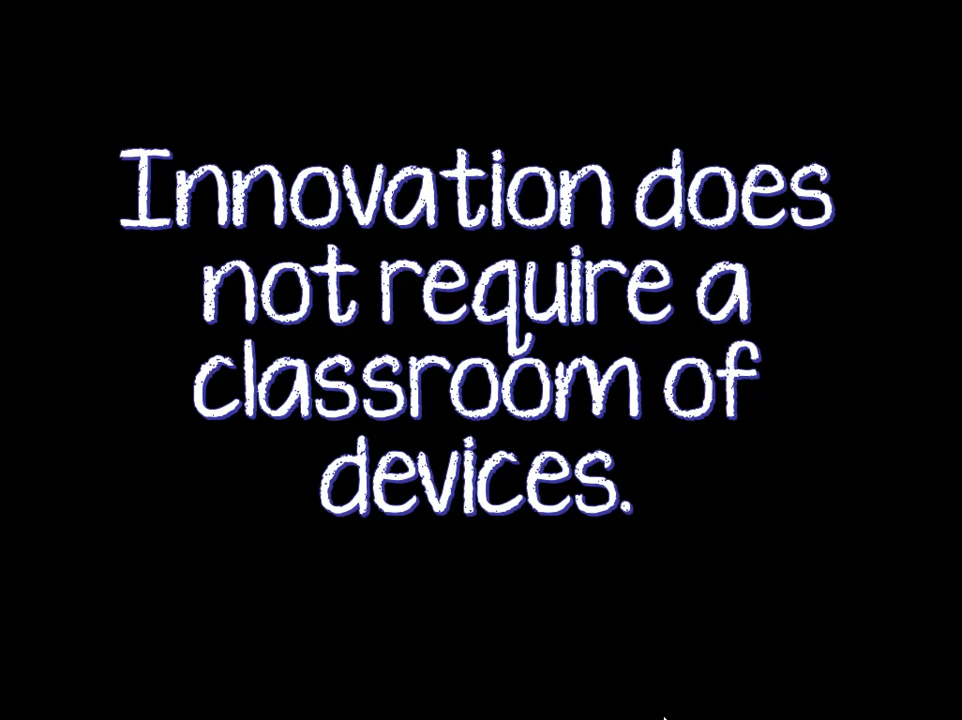 Innovation does
not require a
classroom of
devices.